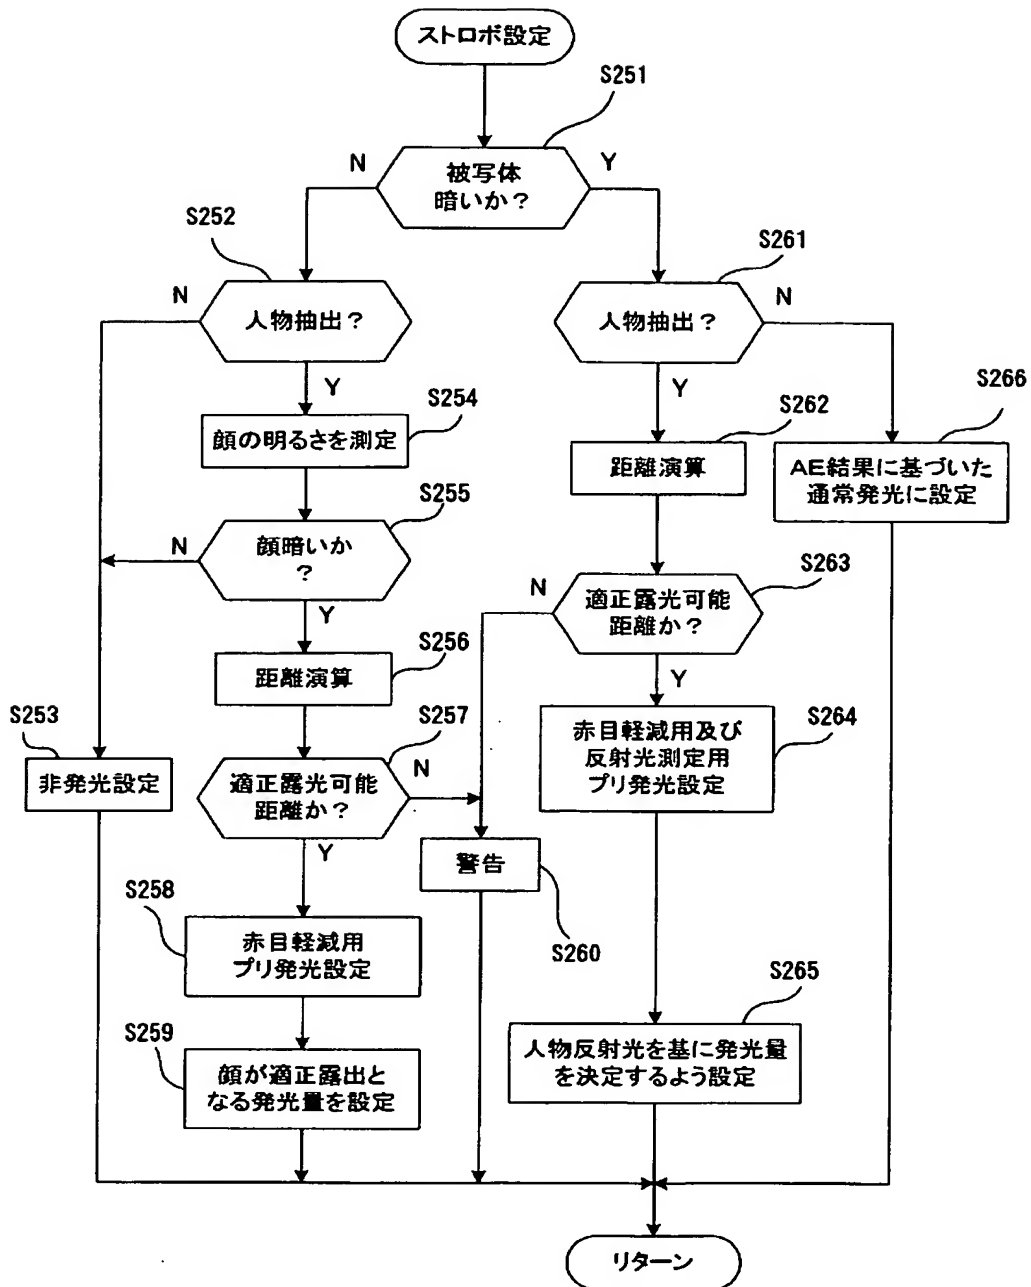 ストロボ設定
S251
N
Y
被写体
暗いか？
S252
S261
N
人物抽出？
人物抽出？
N
Y
Y
S254
S262
S266
顔の明るさを測定
距離演算
AE結果に基づいた
通常発光に設定
S255
N
顔暗いか
？
S263
N
適正露光可能
距離か？
Y
S256
距離演算
Y
S253
S257
S264
非発光設定
適正露光可能
距離か？
N
赤目軽減用及び
反射光測定用
プリ発光設定
Y
警告
S258
S260
赤目軽減用
プリ発光設定
S265
S259
人物反射光を基に発光量
を決定するよう設定
顔が適正露出と
なる発光量を設定
リターン